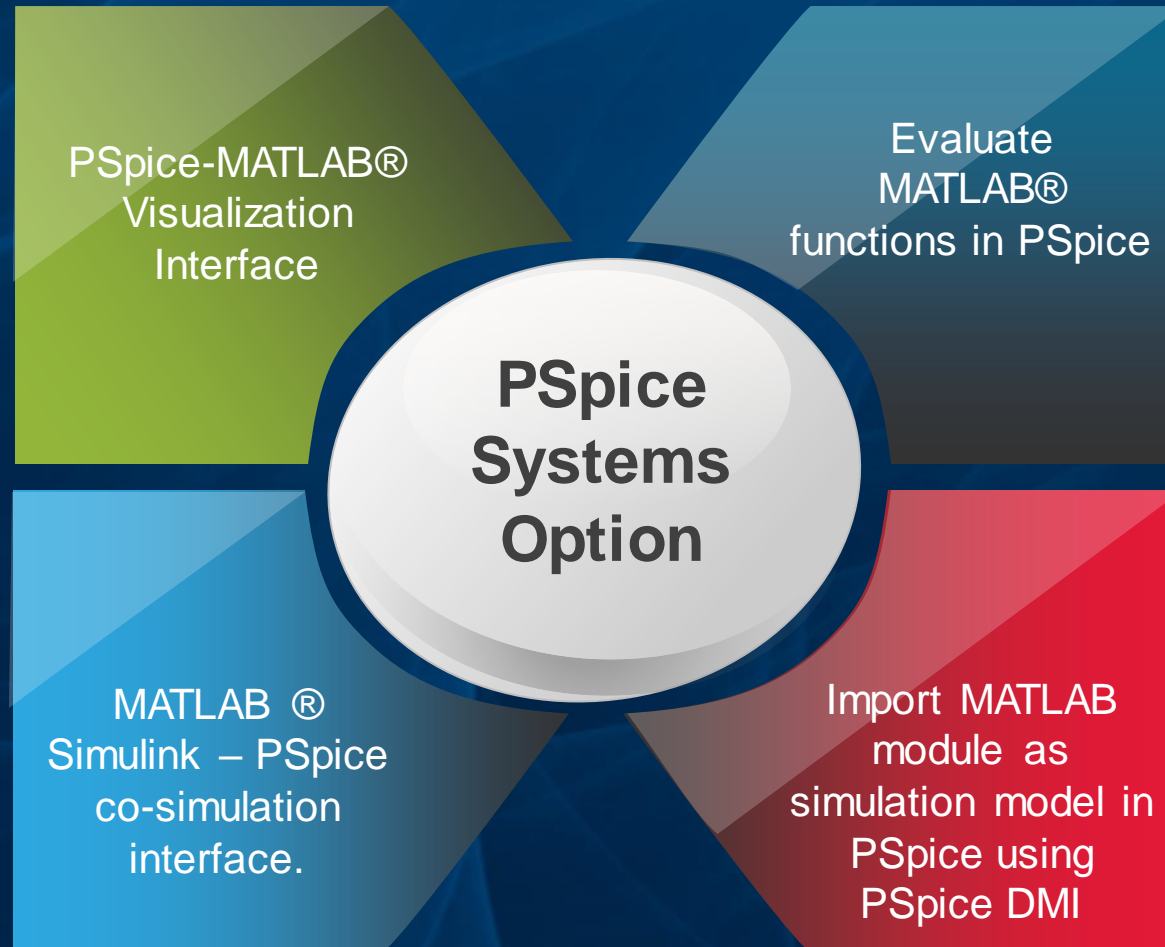 PSpice-MATLAB®
Visualization
Interface
Evaluate
MATLAB®
functions in PSpice
PSpice
Systems
Option
MATLAB ®
Simulink – PSpice
co-simulation
interface.
Import MATLAB
module as
simulation model in
PSpice using
PSpice DMI